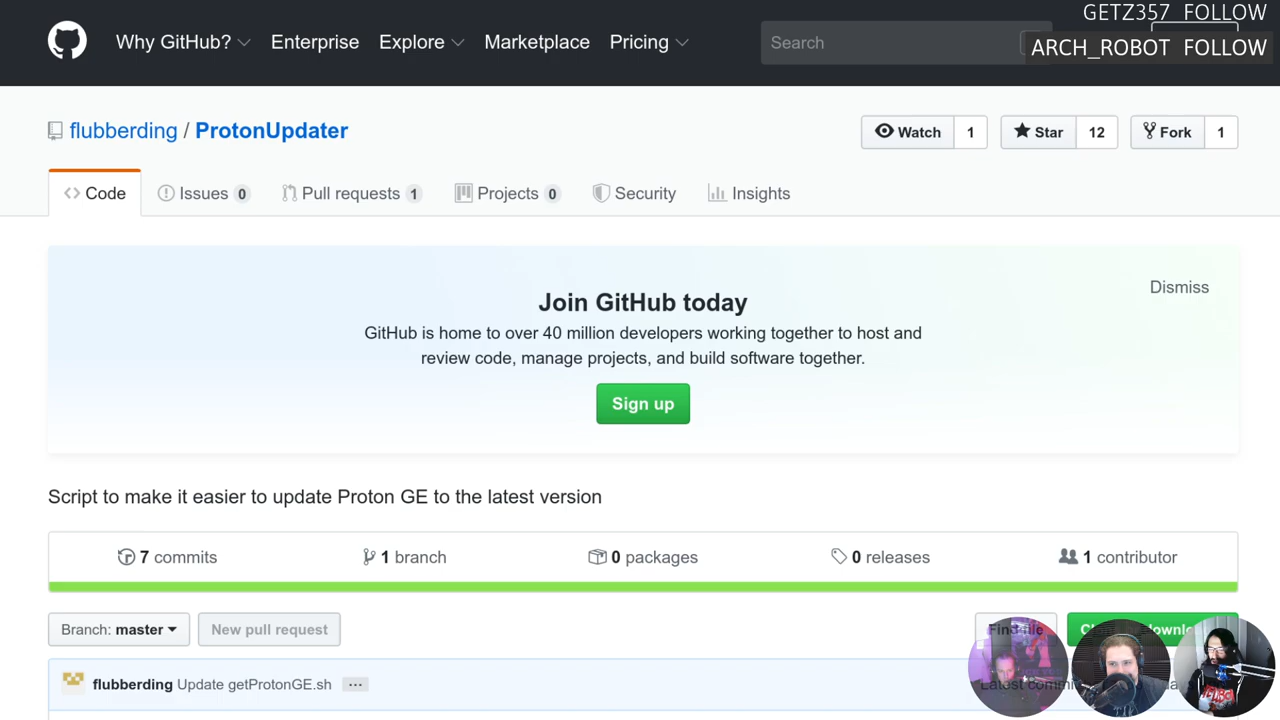 GETZ357 FOLLOW
Why GitHub? Enterprise Explore Marketplace Pricing Search
ARCH_ROBOT FOLLOW
flubberding / ProtonUpdater
Watch 1 Star 12 Fork 1
Code Issues 0 Pull requests 1 Projects 0 Security Insights
Dismiss
Join GitHub today
GitHub is home to over 40 million developers working together to host and
review code, manage projects, and build software together.
Sign up
Script to make it easier to update Proton GE to the latest version
7 commits 1 branch 0 packages 0 releases 1 contributor
Branch: master New pull request Find file
flubberding Update getProtonGE.sh ... Latest commit